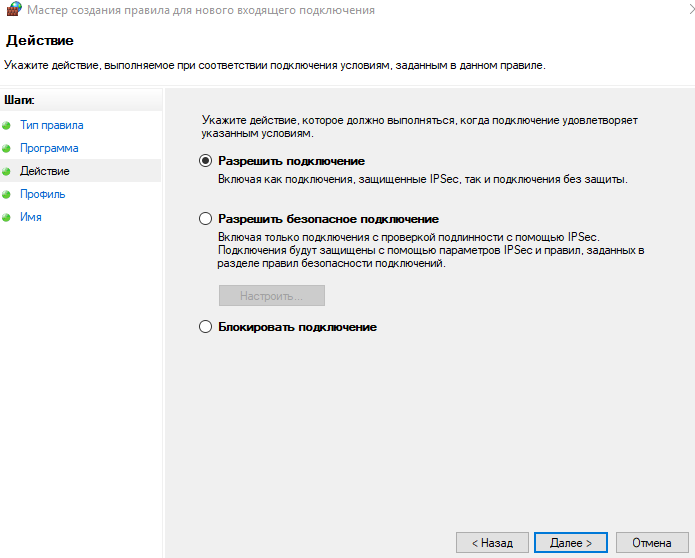 Мастер создания правила для нового входящего подключения
Действие
Укажите действие, выполняемое при соответствии подключения условиям, заданным в данном правиле.
Шаги:
Тип правила
Программа
Действие
Профиль
Имя
Укажите действие, которое должно выполняться, когда подключение удовлетворяет
указанным условиям.
Разрешить подключение
Включая как подключения, защищенные IPSec, так и подключения без защиты.
Разрешить безопасное подключение
Включая только подключения с проверкой подлинности с помощью IPSec.
Подключения будут защищены с помощью параметров IPSec и правил, заданных в
разделе правил безопасности подключений.
Настроить...
Блокировать подключение
< Назад
Далее >
Отмена